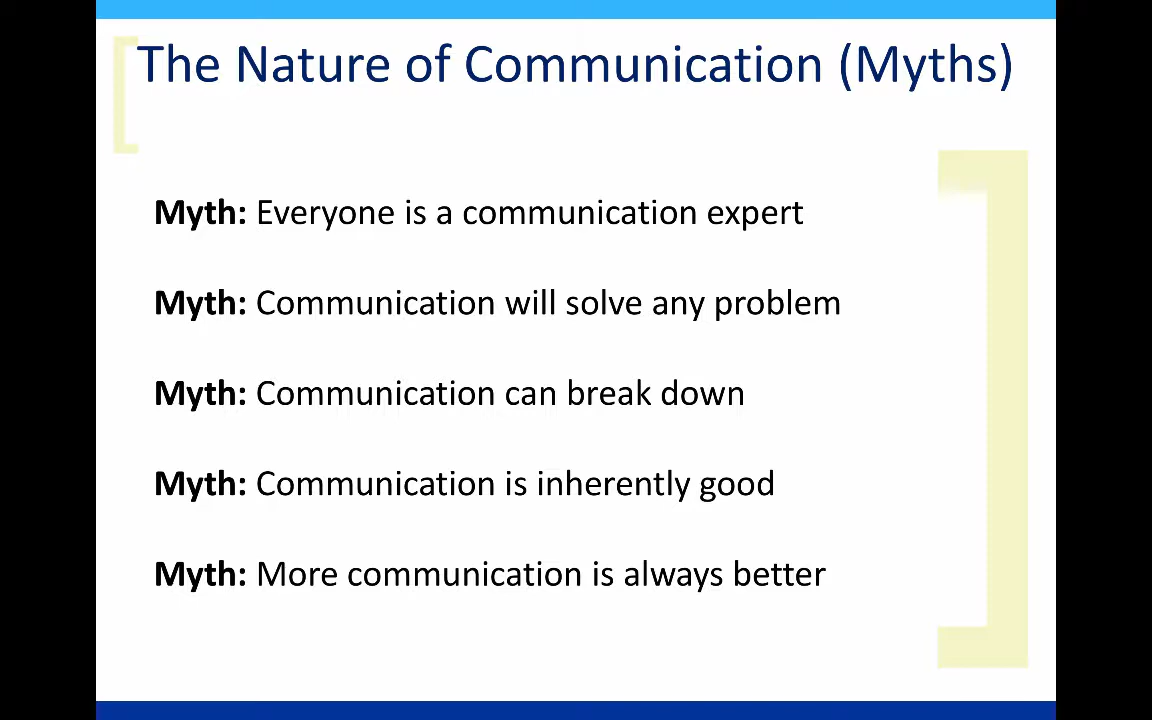 The Nature of Communication (Myths)
Myth: Everyone is a communication expert
Myth: Communication will solve any problem
Myth: Communication can break down
Myth: Communication is inherently good
Myth: More communication is always better